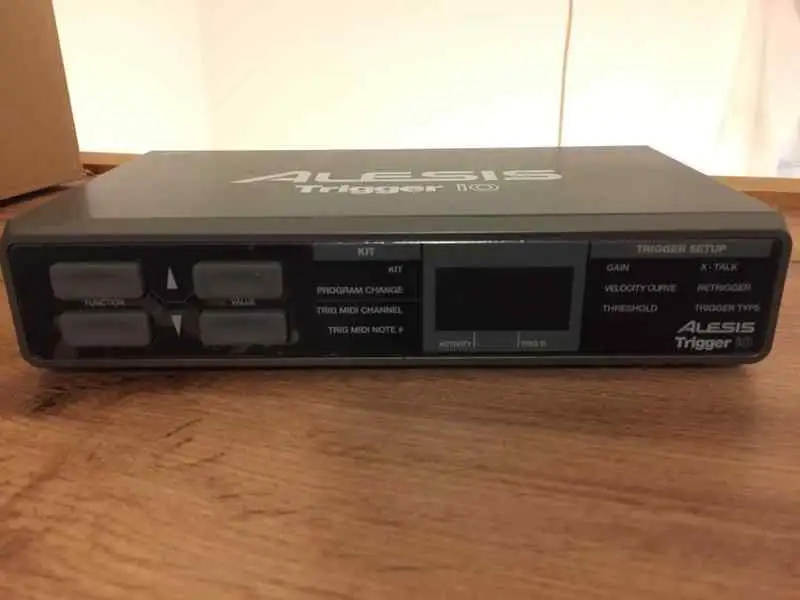 ALESIS
Trigger IO
KIT
KIT
PROGRAM CHANGE
TRIG MIDI CHANNEL
TRIG MIDI NOTE #
FUNCTION
VALUE
ACTIVITY
TRIG IN
TRIGGER SETUP
GAIN
X-TALK
VELOCITY CURVE
RETRIGGER
THRESHOLD
TRIGGER TYPE
ALESIS
Trigger IO